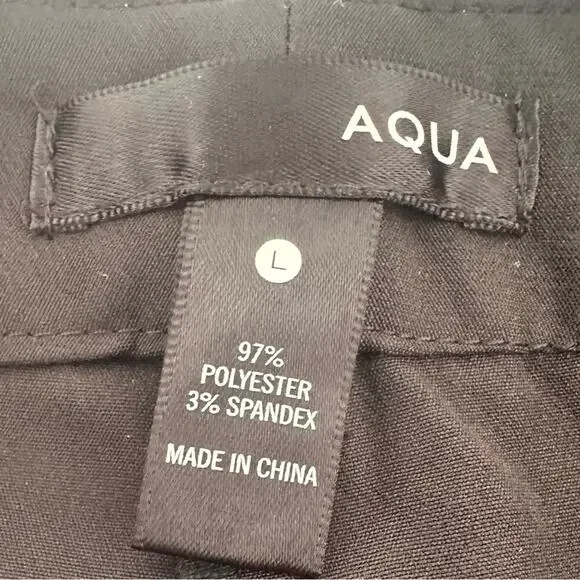 AQUA
L
97%
POLYESTER
3% SPANDEX
MADE IN CHINA